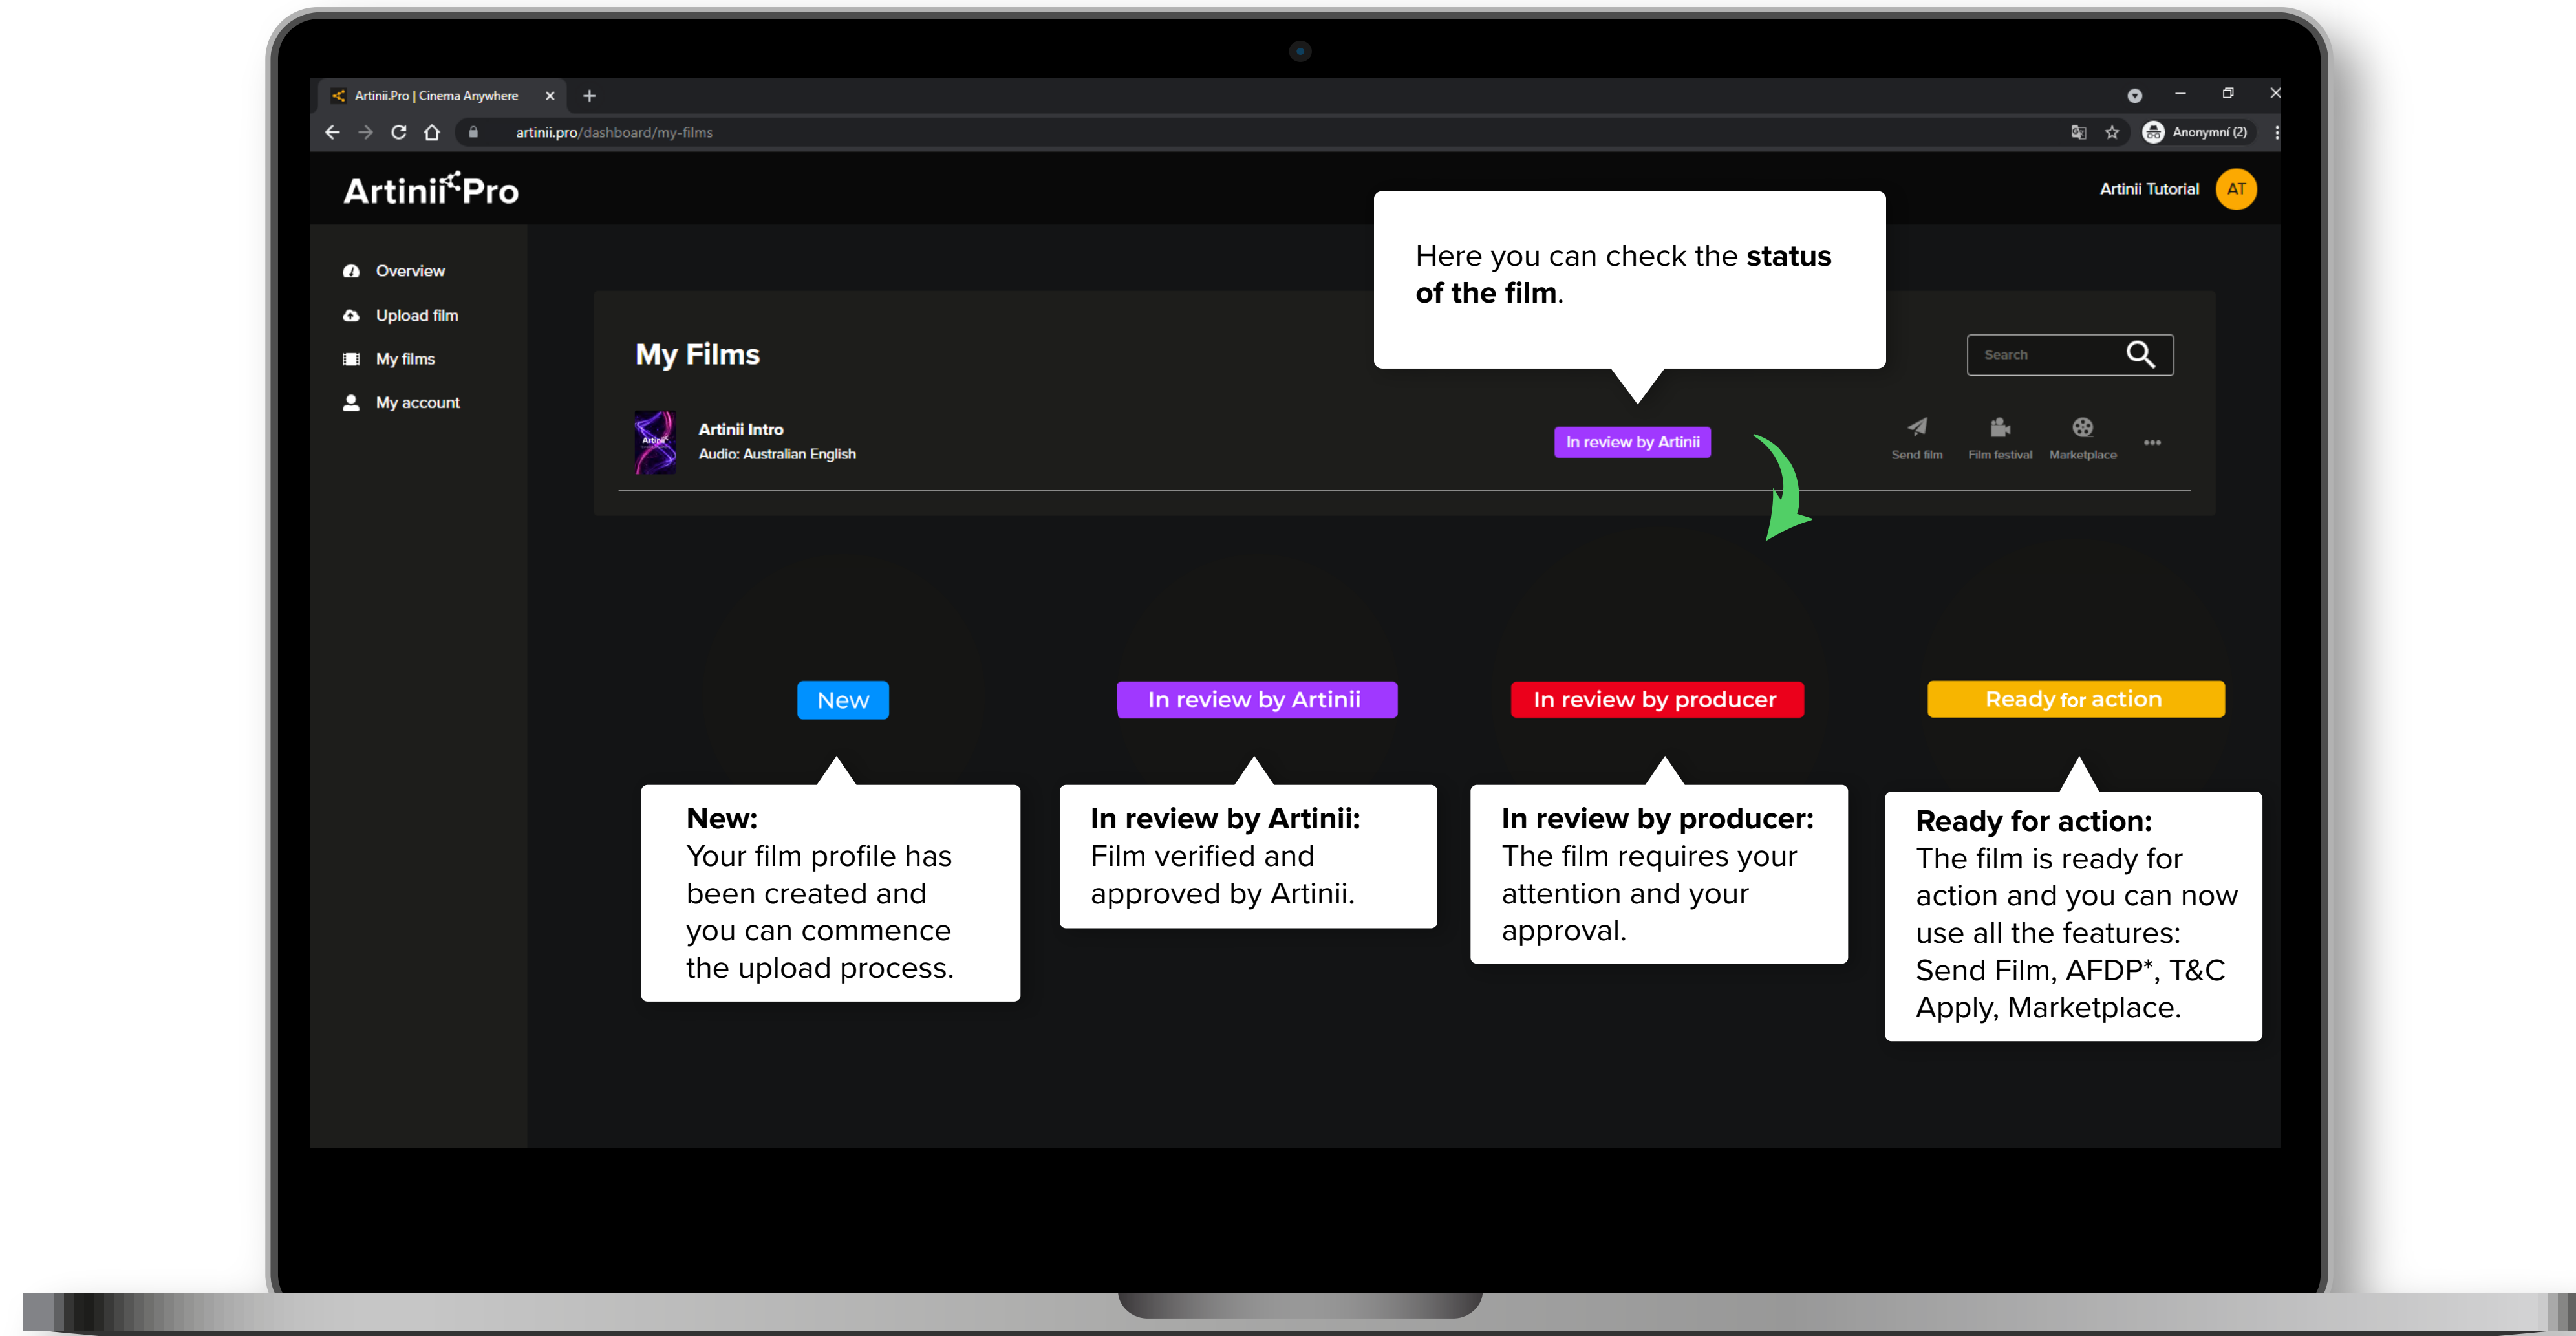 Artinii.Pro | Cinema Anywhere
artinii.pro/dashboard/my-films
Anonymní (2)
Artinii Pro
Artinii Tutorial
AT
Overview
Upload film
My films
My account
Here you can check the status
of the film.
My Films
Search
Artinii
Artinii Intro
Audio: Australian English
In review by Artinii
Send film
Film festival
Marketplace
New
In review by Artinii
In review by producer
Ready for action
New:
Your film profile has
been created and
you can commence
the upload process.
In review by Artinii:
Film verified and
approved by Artinii.
In review by producer:
The film requires your
attention and your
approval.
Ready for action:
The film is ready for
action and you can now
use all the features:
Send Film, AFDP*, T&C
Apply, Marketplace.